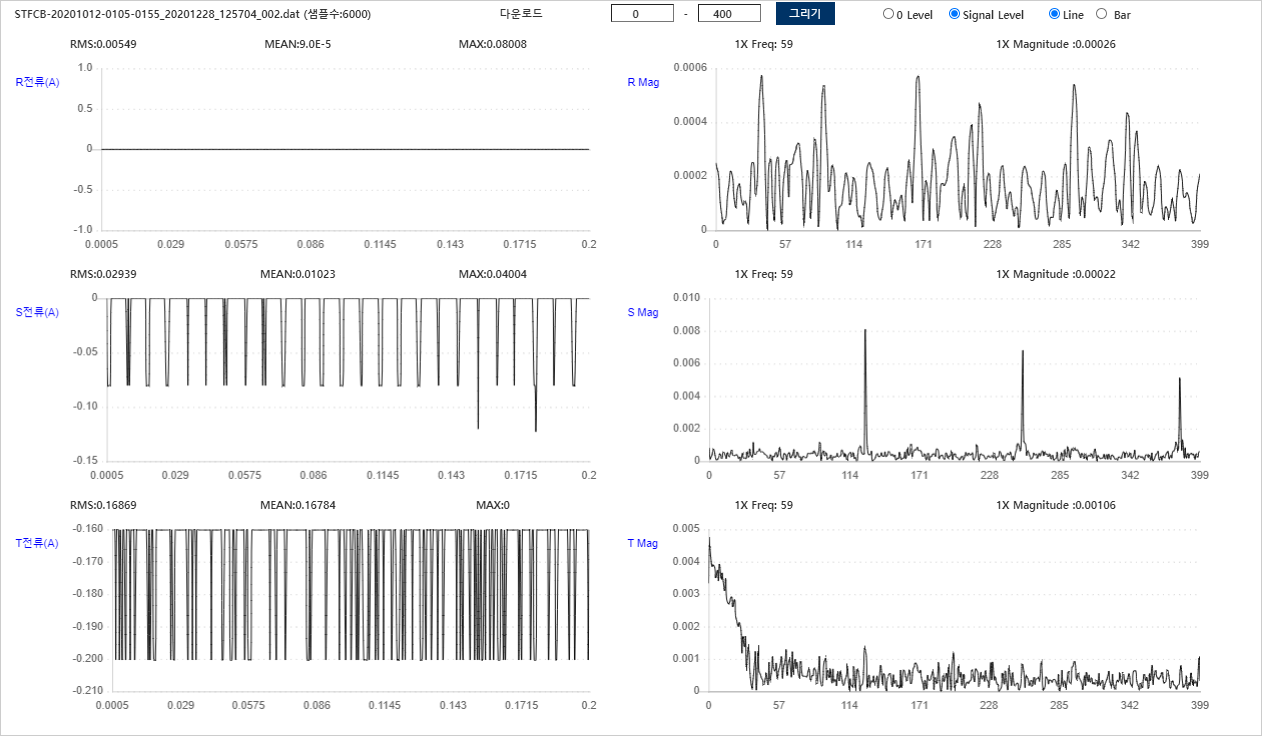 STFCB-20201012-0105-0155_20201228_125704_002.dat (샘플수:6000) 다운로드 0 - 400 그리기 0 Level Signal Level Line Bar
RMS:0.00549 MEAN:9.0E-5 MAX:0.08008
R전류(A)
1.0
0.5
0
-0.5
-1.0
0.0005 0.029 0.0575 0.086 0.1145 0.143 0.1715 0.2
1X Freq: 59 1X Magnitude :0.00026
R Mag
0.0006
0.0004
0.0002
0
0 57 114 171 228 285 342 399
RMS:0.02939 MEAN:0.01023 MAX:0.04004
S전류(A)
0
-0.05
-0.10
-0.15
0.0005 0.029 0.0575 0.086 0.1145 0.143 0.1715 0.2
1X Freq: 59 1X Magnitude :0.00022
S Mag
0.010
0.008
0.006
0.004
0.002
0
0 57 114 171 228 285 342 399
RMS:0.16869 MEAN:0.16784 MAX:0
T전류(A)
-0.160
-0.170
-0.180
-0.190
-0.200
-0.210
0.0005 0.029 0.0575 0.086 0.1145 0.143 0.1715 0.2
1X Freq: 59 1X Magnitude :0.00106
T Mag
0.005
0.004
0.003
0.002
0.001
0
0 57 114 171 228 285 342 399